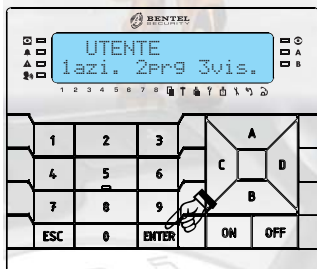 BENTEL
SECURITY
UTENTE
1azi. 2prg 3vis.
A
B
1 2 3 4 5 6 7 8
1 2 3
4 5 6
7 8 9
ESC 0 ENTER
A
C D
B
ON OFF